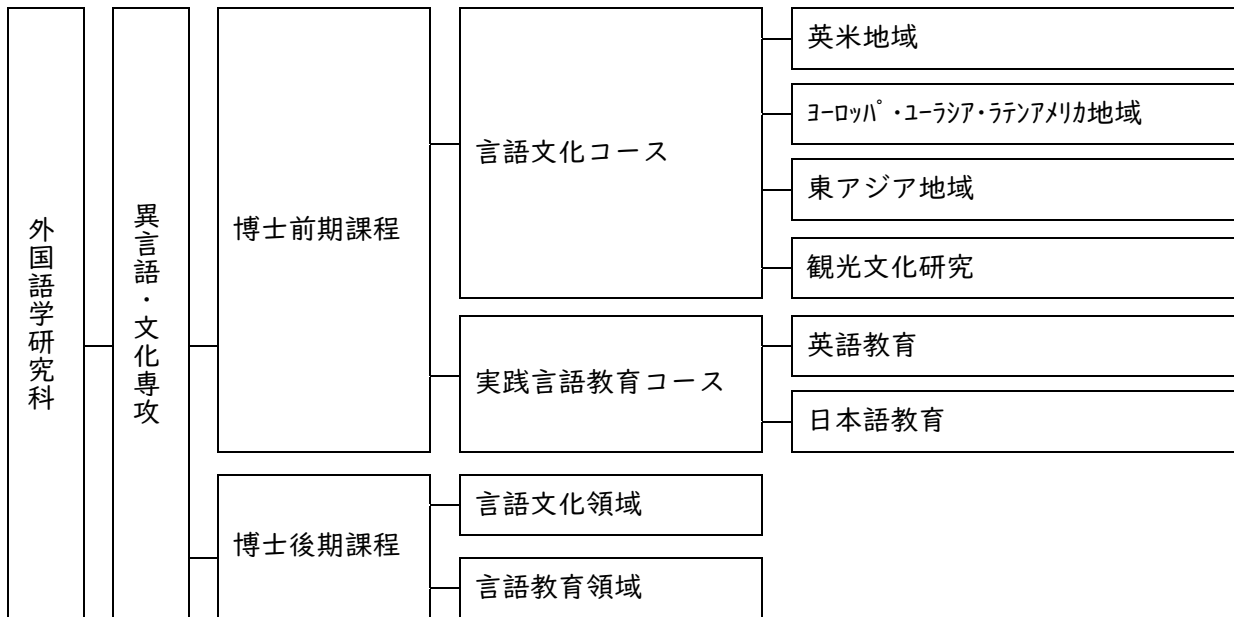 外国語学研究科
異言語・文化専攻
博士前期課程
言語文化コース
英米地域
ﾖｰﾛｯﾊﾟ・ﾕｰﾗｼｱ・ﾗﾃﾝｱﾒﾘｶ地域
東アジア地域
観光文化研究
実践言語教育コース
英語教育
日本語教育
博士後期課程
言語文化領域
言語教育領域